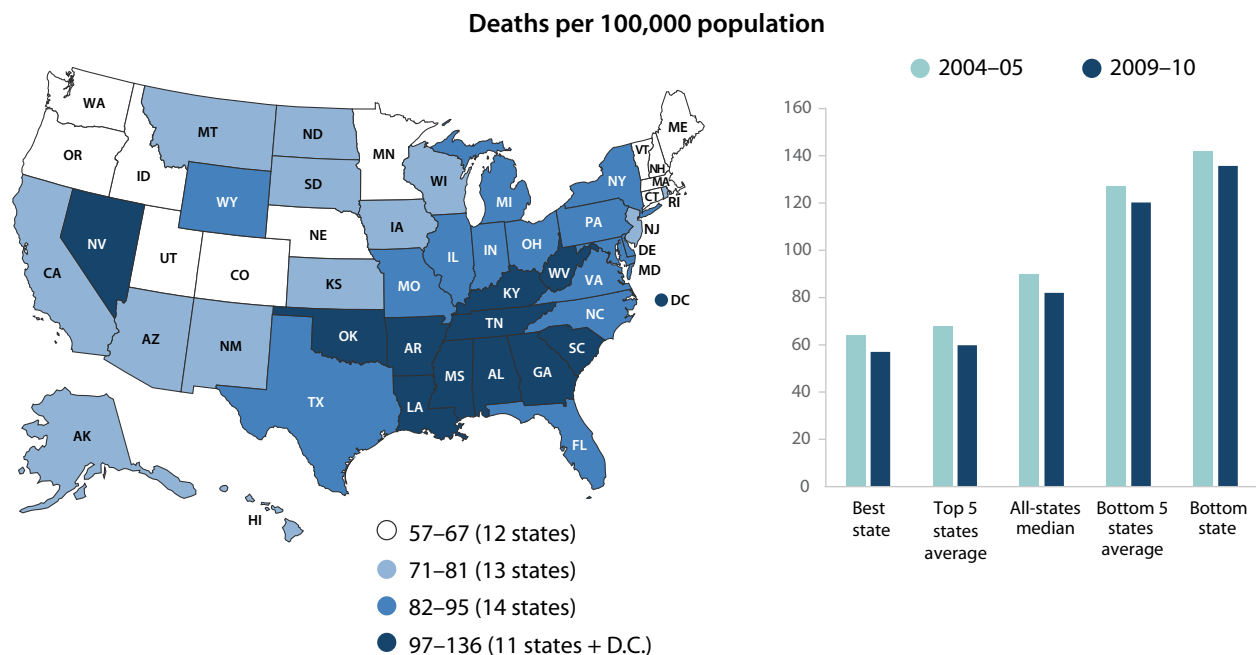 Deaths per 100,000 population
WA
OR
ID
MT
ND
SD
MN
WI
WY
NV
CA
UT
CO
NE
IA
KS
AZ
NM
OK
TX
MO
AR
LA
IL
IN
MI
OH
KY
TN
MS
AL
GA
SC
NC
VA
WV
FL
PA
NY
VT
NH
ME
MA
CT
RI
NJ
DE
MD
DC
AK
HI
57–67 (12 states)
71–81 (13 states)
82–95 (14 states)
97–136 (11 states + D.C.)
2004–05
2009–10
160
140
120
100
80
60
40
20
0
Best
state
Top 5
states
average
All-states
median
Bottom 5
states
average
Bottom
state